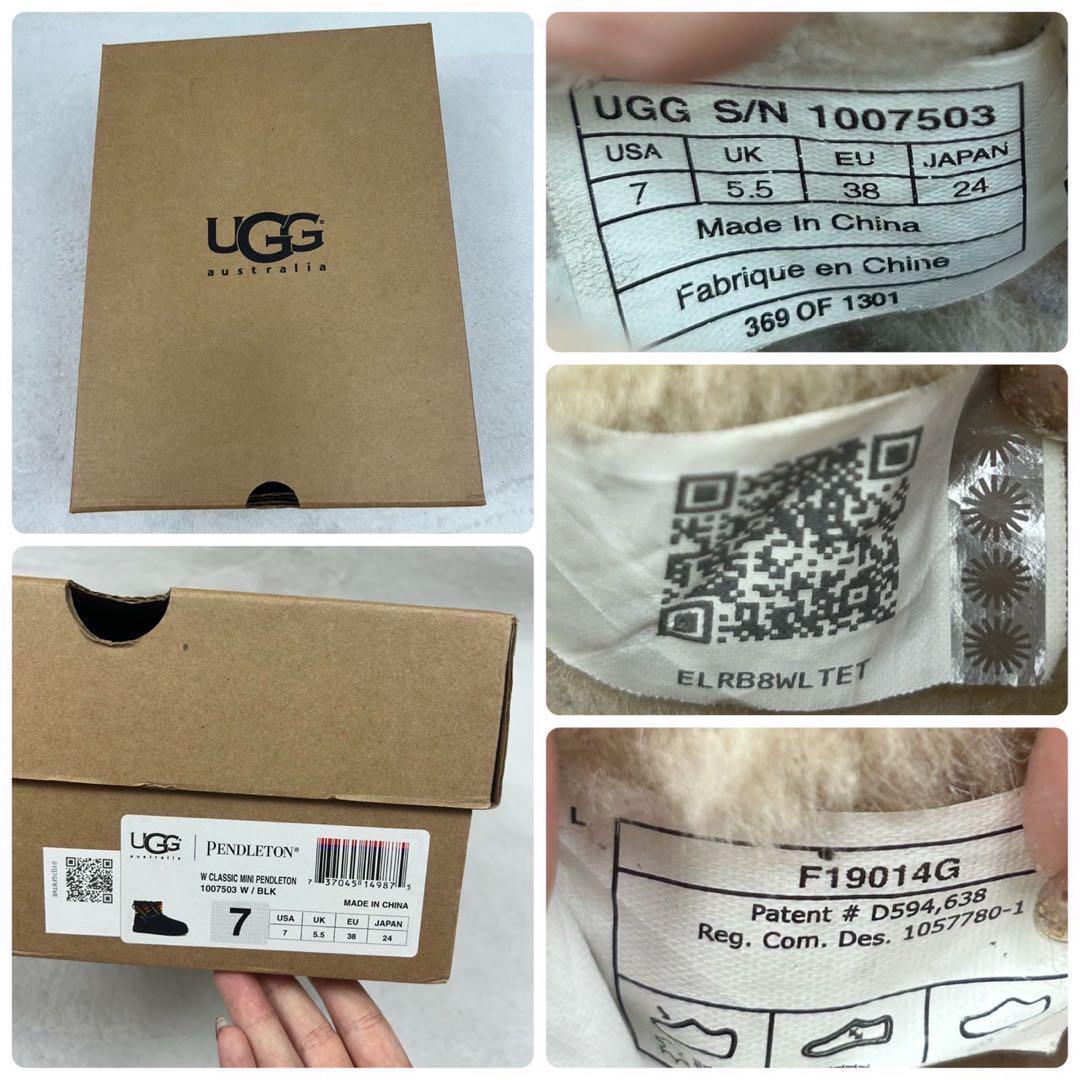 UGG®
australia
UGG S/N 1007503
USA UK EU JAPAN
7 5.5 38 24
Made In China
Fabrique en Chine
369 OF 1301
ELRB8WLTET
UGG®
australia
PENDLETON®
7 37045 14987 5
W CLASSIC MINI PENDLETON
1007503 W / BLK
MADE IN CHINA
7
USA UK EU JAPAN
7 5.5 38 24
L
F19014G
Patent # D594,638
Reg. Com. Des. 1057780-1